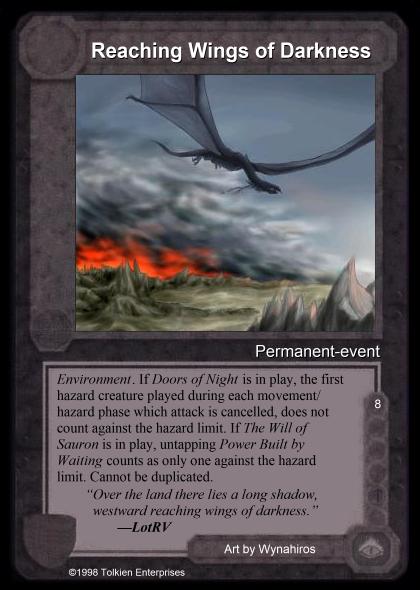 Reaching Wings of Darkness
Permanent-event
Environment. If Doors of Night is in play, the first
hazard creature played during each movement/
hazard phase which attack is cancelled, does not
count against the hazard limit. If The Will of
Sauron is in play, untapping Power Built by
Waiting counts as only one against the hazard
limit. Cannot be duplicated.
8
“Over the land there lies a long shadow,
westward reaching wings of darkness.”
—LotRV
Art by Wynahiros
©1998 Tolkien Enterprises